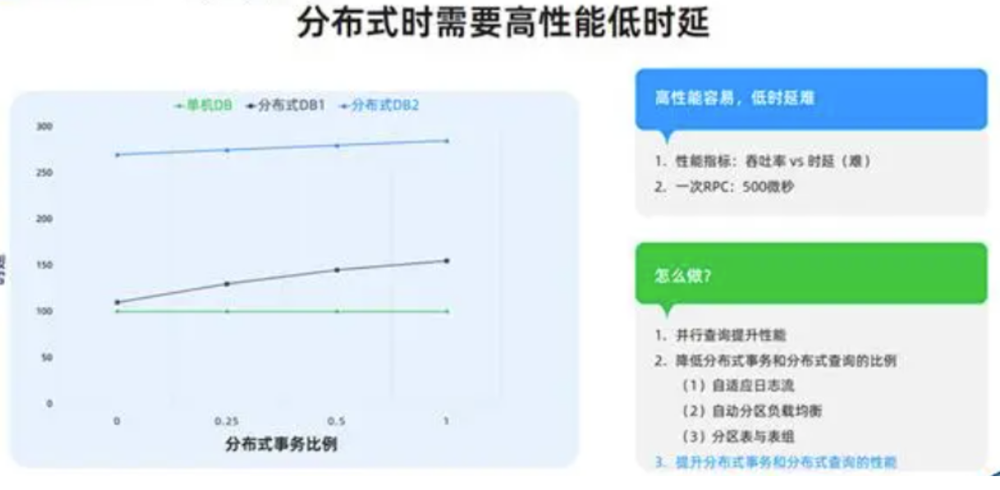 分布式时需要高性能低时延
单机DB 分布式DB1 分布式DB2
300
250
200
150
100
50
0
0 0.25 0.5 1
分布式事务比例
高性能容易，低时延难
1. 性能指标：吞吐率 vs 时延（难）
2. 一次RPC：500微秒
怎么做？
1. 并行查询提升性能
2. 降低分布式事务和分布式查询的比例
（1）自适应日志流
（2）自动分区负载均衡
（3）分区表与表组
3. 提升分布式事务和分布式查询的性能